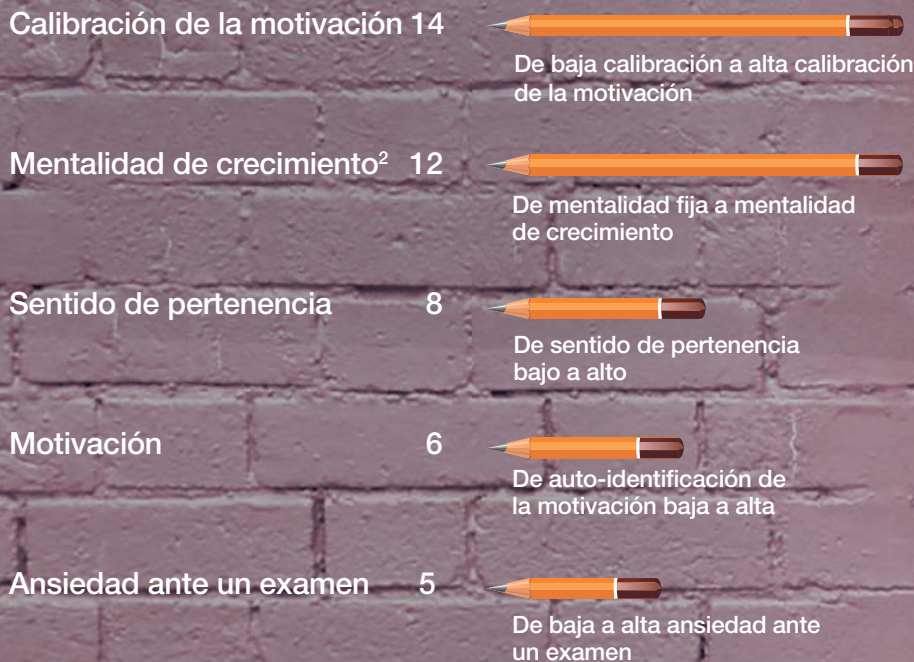 Calibración de la motivación 14
De baja calibración a alta calibración
de la motivación
Mentalidad de crecimiento² 12
De mentalidad fija a mentalidad
de crecimiento
Sentido de pertenencia 8
De sentido de pertenencia
bajo a alto
Motivación 6
De auto-identificación de
la motivación baja a alta
Ansiedad ante un examen 5
De baja a alta ansiedad ante
un examen